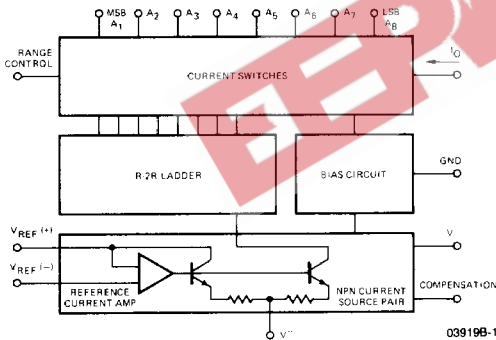 MSB A1 A2 A3 A4 A5 A6 A7 LSB A8
RANGE CONTROL
CURRENT SWITCHES
IO
R-2R LADDER
BIAS CIRCUIT
GND
VREF (+)
VREF (−)
REFERENCE CURRENT AMP
NPN CURRENT SOURCE PAIR
V
COMPENSATION
V−
03919B-1